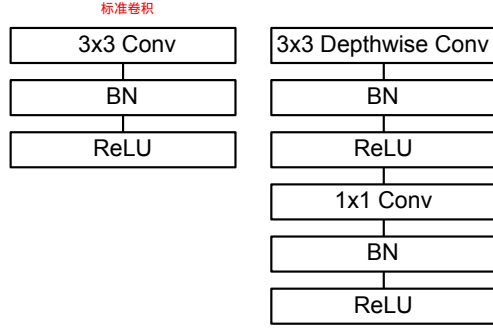 标准卷积
3x3 Conv
BN
ReLU
3x3 Depthwise Conv
BN
ReLU
1x1 Conv
BN
ReLU